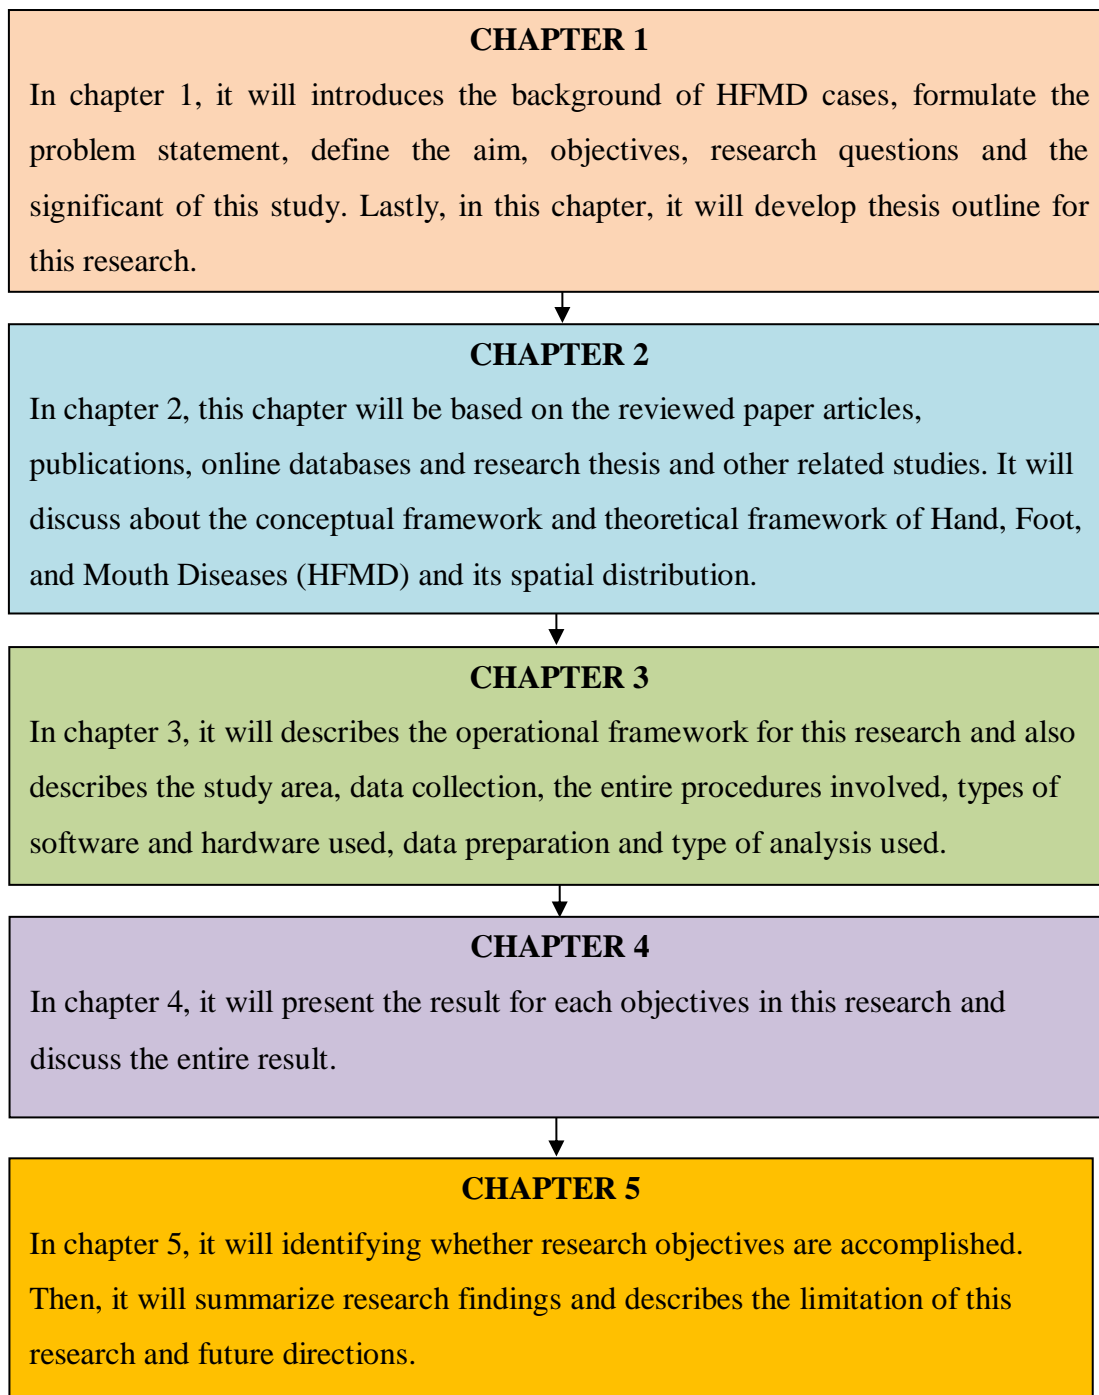 CHAPTER 1
In chapter 1, it will introduces the background of HFMD cases, formulate the
problem statement, define the aim, objectives, research questions and the
significant of this study. Lastly, in this chapter, it will develop thesis outline for
this research.
CHAPTER 2
In chapter 2, this chapter will be based on the reviewed paper articles,
publications, online databases and research thesis and other related studies. It will
discuss about the conceptual framework and theoretical framework of Hand, Foot,
and Mouth Diseases (HFMD) and its spatial distribution.
CHAPTER 3
In chapter 3, it will describes the operational framework for this research and also
describes the study area, data collection, the entire procedures involved, types of
software and hardware used, data preparation and type of analysis used.
CHAPTER 4
In chapter 4, it will present the result for each objectives in this research and
discuss the entire result.
CHAPTER 5
In chapter 5, it will identifying whether research objectives are accomplished.
Then, it will summarize research findings and describes the limitation of this
research and future directions.